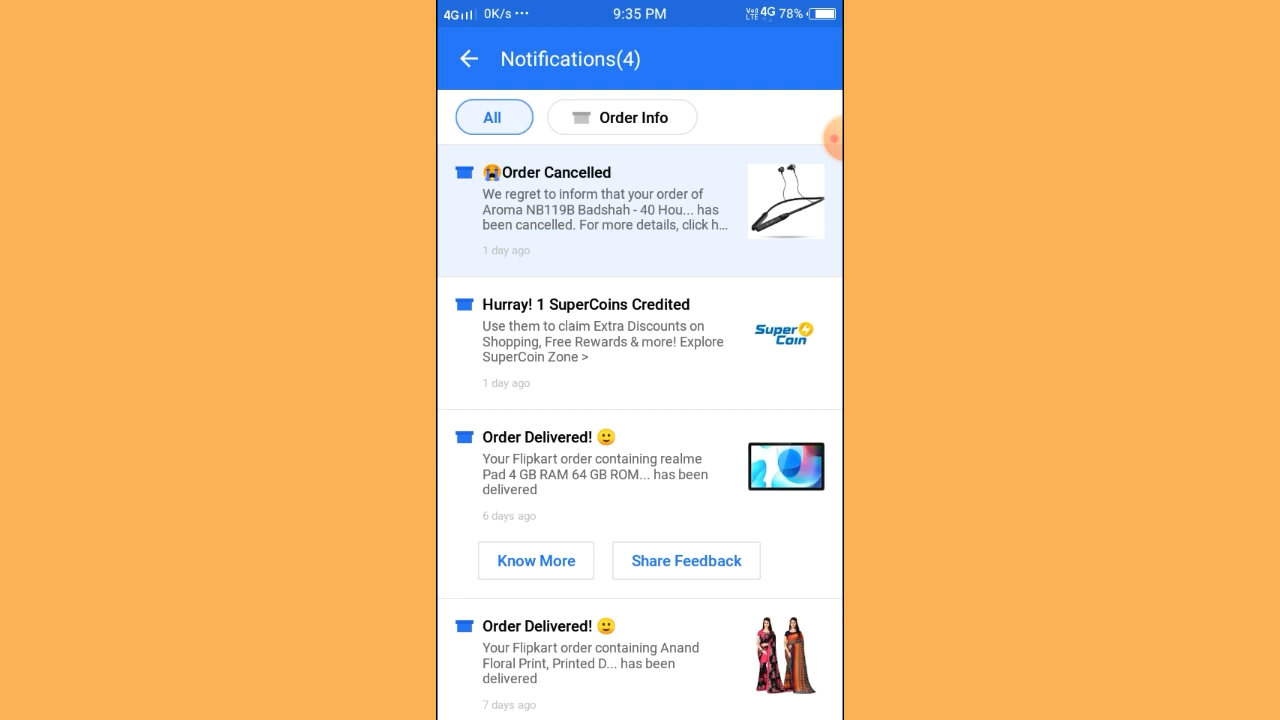 4G 0K/s ... 9:35 PM VoLTE 4G 78%
Notifications(4)
All Order Info
😭Order Cancelled
We regret to inform that your order of
Aroma NB119B Badshah - 40 Hou... has
been cancelled. For more details, click h...
1 day ago
Hurray! 1 SuperCoins Credited
Use them to claim Extra Discounts on
Shopping, Free Rewards & more! Explore
SuperCoin Zone >
1 day ago
Super
Coin
Order Delivered! 🙂
Your Flipkart order containing realme
Pad 4 GB RAM 64 GB ROM... has been
delivered
6 days ago
Know More Share Feedback
Order Delivered! 🙂
Your Flipkart order containing Anand
Floral Print, Printed D... has been
delivered
7 days ago